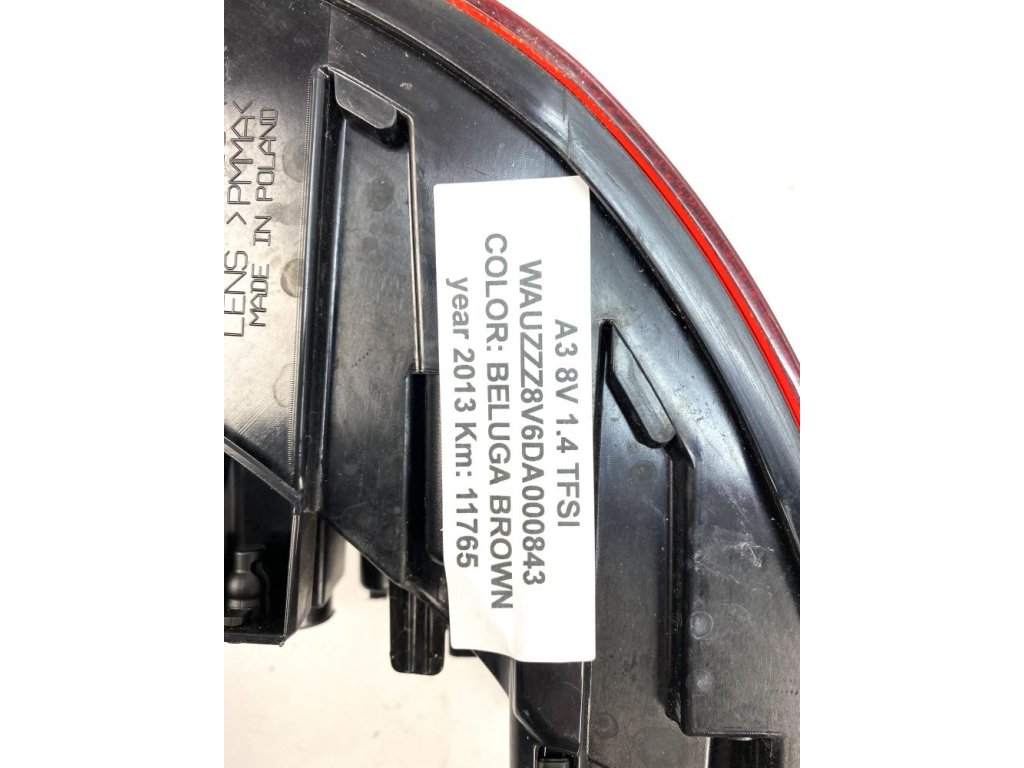 LENS >PMMA<
MADE IN POLAND
A3 8V 1.4 TFSI
WAUZZZ8V6DA000843
COLOR: BELUGA BROWN
year 2013 Km: 11765